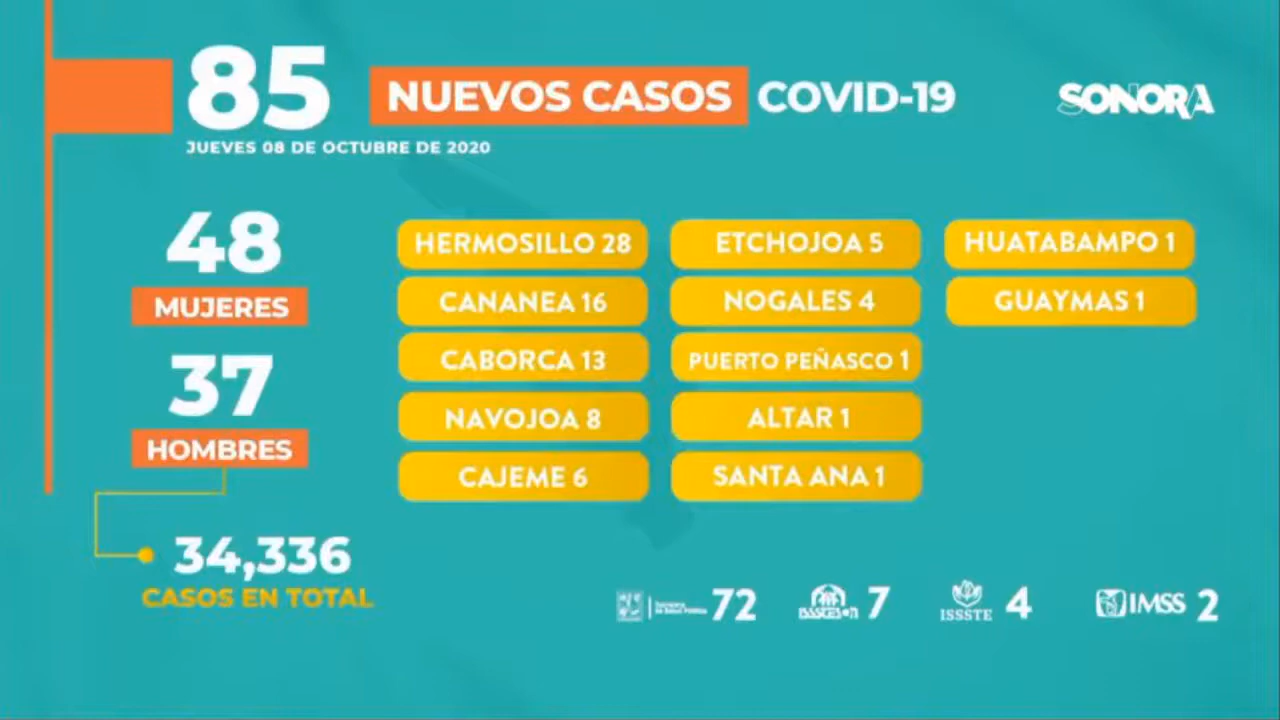 85 NUEVOS CASOS COVID-19
SONORA
JUEVES 08 DE OCTUBRE DE 2020
48
MUJERES
37
HOMBRES
34,336
CASOS EN TOTAL
HERMOSILLO 28
CANANEA 16
CABORCA 13
NAVOJOA 8
CAJEME 6
ETCHOJOA 5
NOGALES 4
PUERTO PEÑASCO 1
ALTAR 1
SANTA ANA 1
HUATABAMPO 1
GUAYMAS 1
72
7
ISSSTE 4
IMSS 2